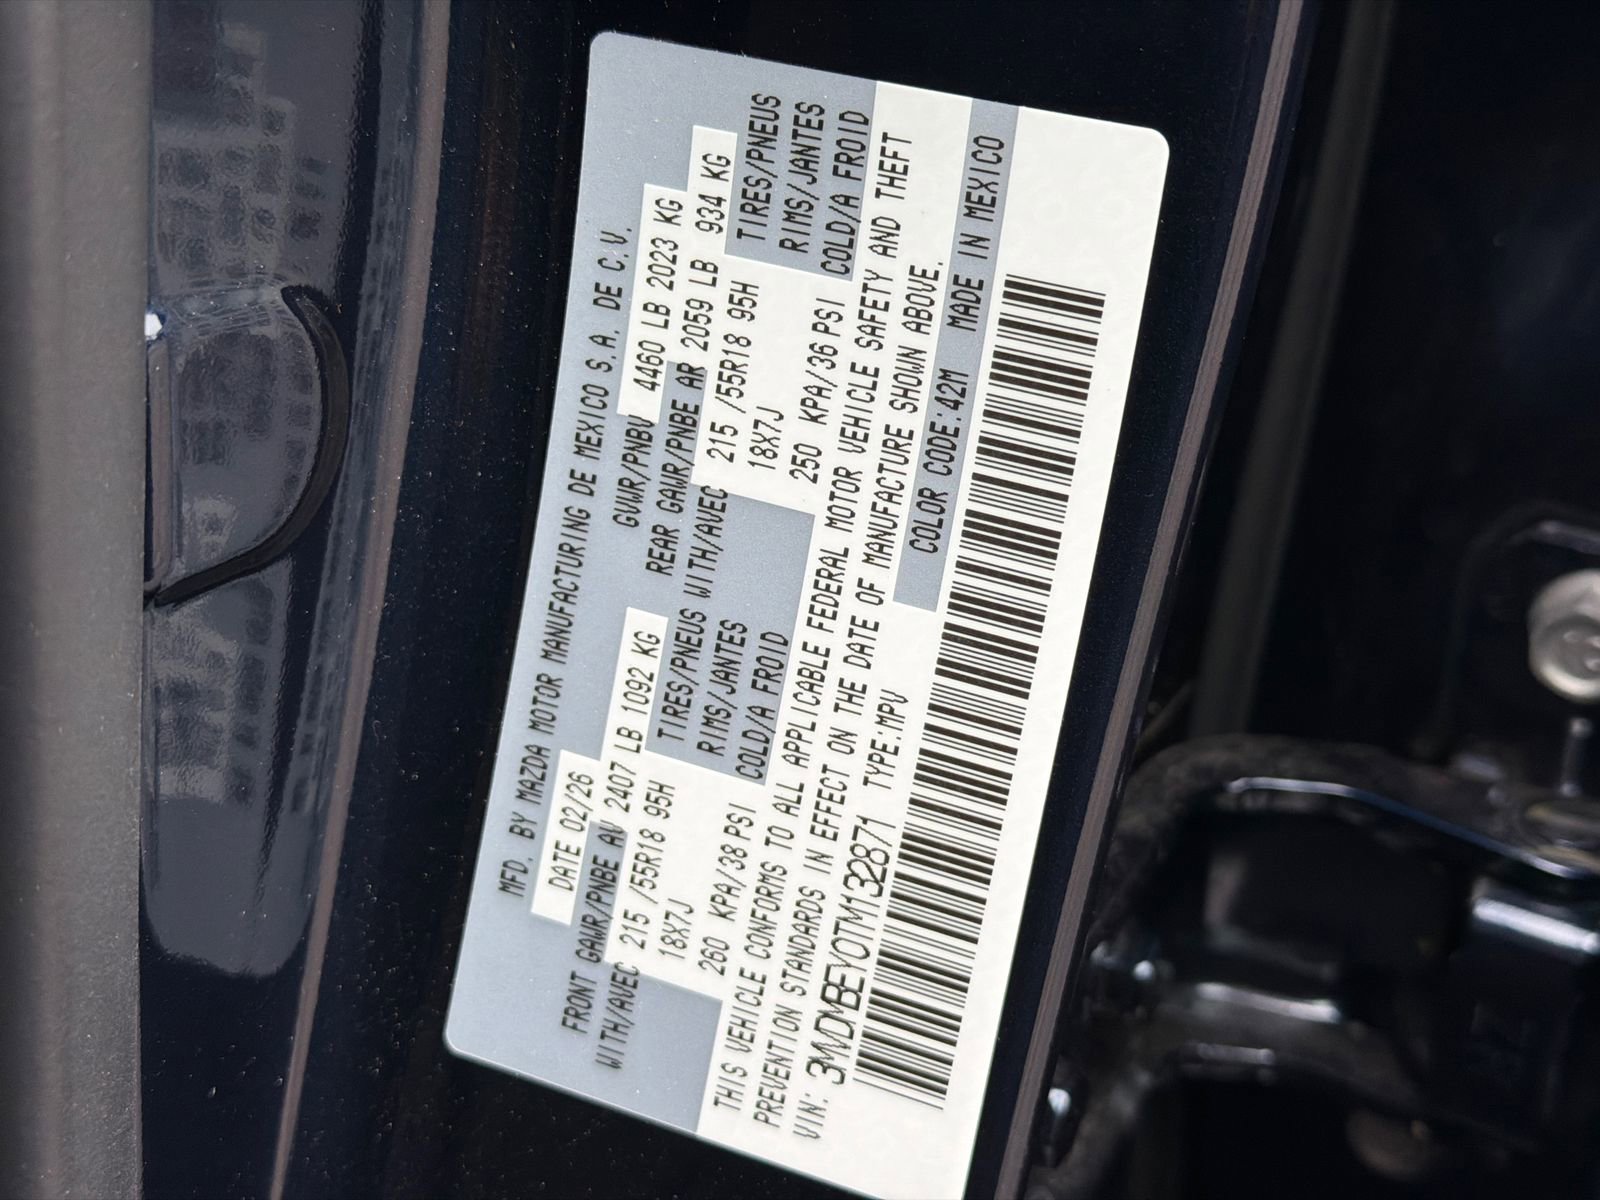 MFD. BY MAZDA MOTOR MANUFACTURING DE MEXICO S.A. DE C.V.
DATE 02/26 GVWR/PNBV 4460 LB 2023 KG
FRONT GAWR/PNBE AV 2407 LB 1092 KG REAR GAWR/PNBE AR 2059 LB 934 KG
WITH/AVEC 215 /55R18 95H TIRES/PNEUS WITH/AVEC 215 /55R18 95H TIRES/PNEUS
18X7J RIMS/JANTES 18X7J RIMS/JANTES
260 KPA/38 PSI COLD/A FROID 250 KPA/36 PSI COLD/A FROID
THIS VEHICLE CONFORMS TO ALL APPLICABLE FEDERAL MOTOR VEHICLE SAFETY AND THEFT
PREVENTION STANDARDS IN EFFECT ON THE DATE OF MANUFACTURE SHOWN ABOVE.
VIN: 3MVDMBEY0TM132871 TYPE:MPV COLOR CODE:42M MADE IN MEXICO